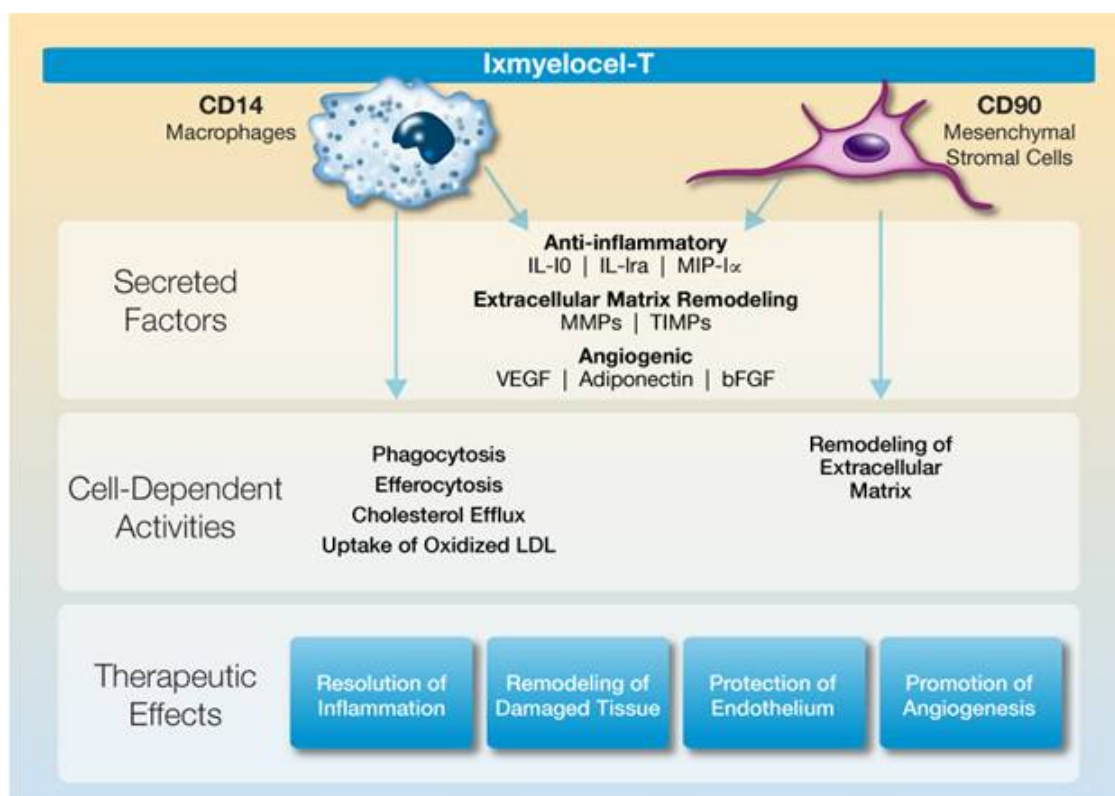 Ixmyelocel-T
CD14
Macrophages
CD90
Mesenchymal
Stromal Cells
Secreted
Factors
Anti-inflammatory
IL-I0 | IL-Ira | MIP-I∝
Extracellular Matrix Remodeling
MMPs | TIMPs
Angiogenic
VEGF | Adiponectin | bFGF
Cell-Dependent
Activities
Phagocytosis
Efferocytosis
Cholesterol Efflux
Uptake of Oxidized LDL
Remodeling of
Extracellular
Matrix
Therapeutic
Effects
Resolution of
Inflammation
Remodeling of
Damaged Tissue
Protection of
Endothelium
Promotion of
Angiogenesis